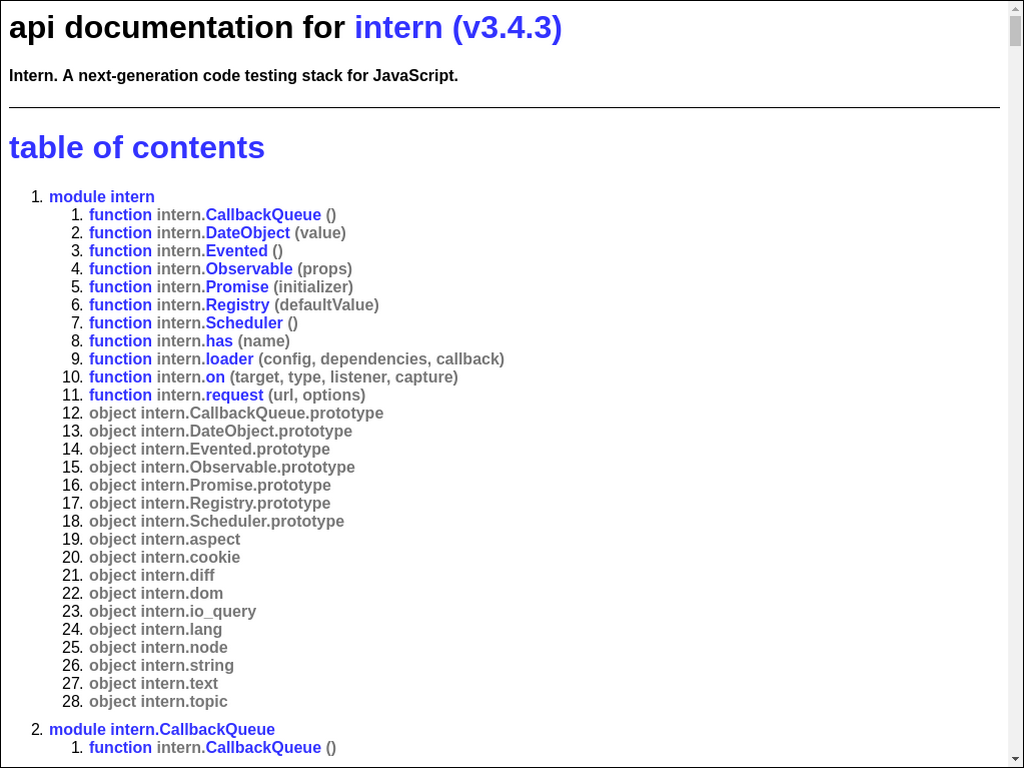 api documentation for intern (v3.4.3)
Intern. A next-generation code testing stack for JavaScript.
table of contents
1. module intern
1. function intern.CallbackQueue ()
2. function intern.DateObject (value)
3. function intern.Evented ()
4. function intern.Observable (props)
5. function intern.Promise (initializer)
6. function intern.Registry (defaultValue)
7. function intern.Scheduler ()
8. function intern.has (name)
9. function intern.loader (config, dependencies, callback)
10. function intern.on (target, type, listener, capture)
11. function intern.request (url, options)
12. object intern.CallbackQueue.prototype
13. object intern.DateObject.prototype
14. object intern.Evented.prototype
15. object intern.Observable.prototype
16. object intern.Promise.prototype
17. object intern.Registry.prototype
18. object intern.Scheduler.prototype
19. object intern.aspect
20. object intern.cookie
21. object intern.diff
22. object intern.dom
23. object intern.io_query
24. object intern.lang
25. object intern.node
26. object intern.string
27. object intern.text
28. object intern.topic
2. module intern.CallbackQueue
1. function intern.CallbackQueue ()